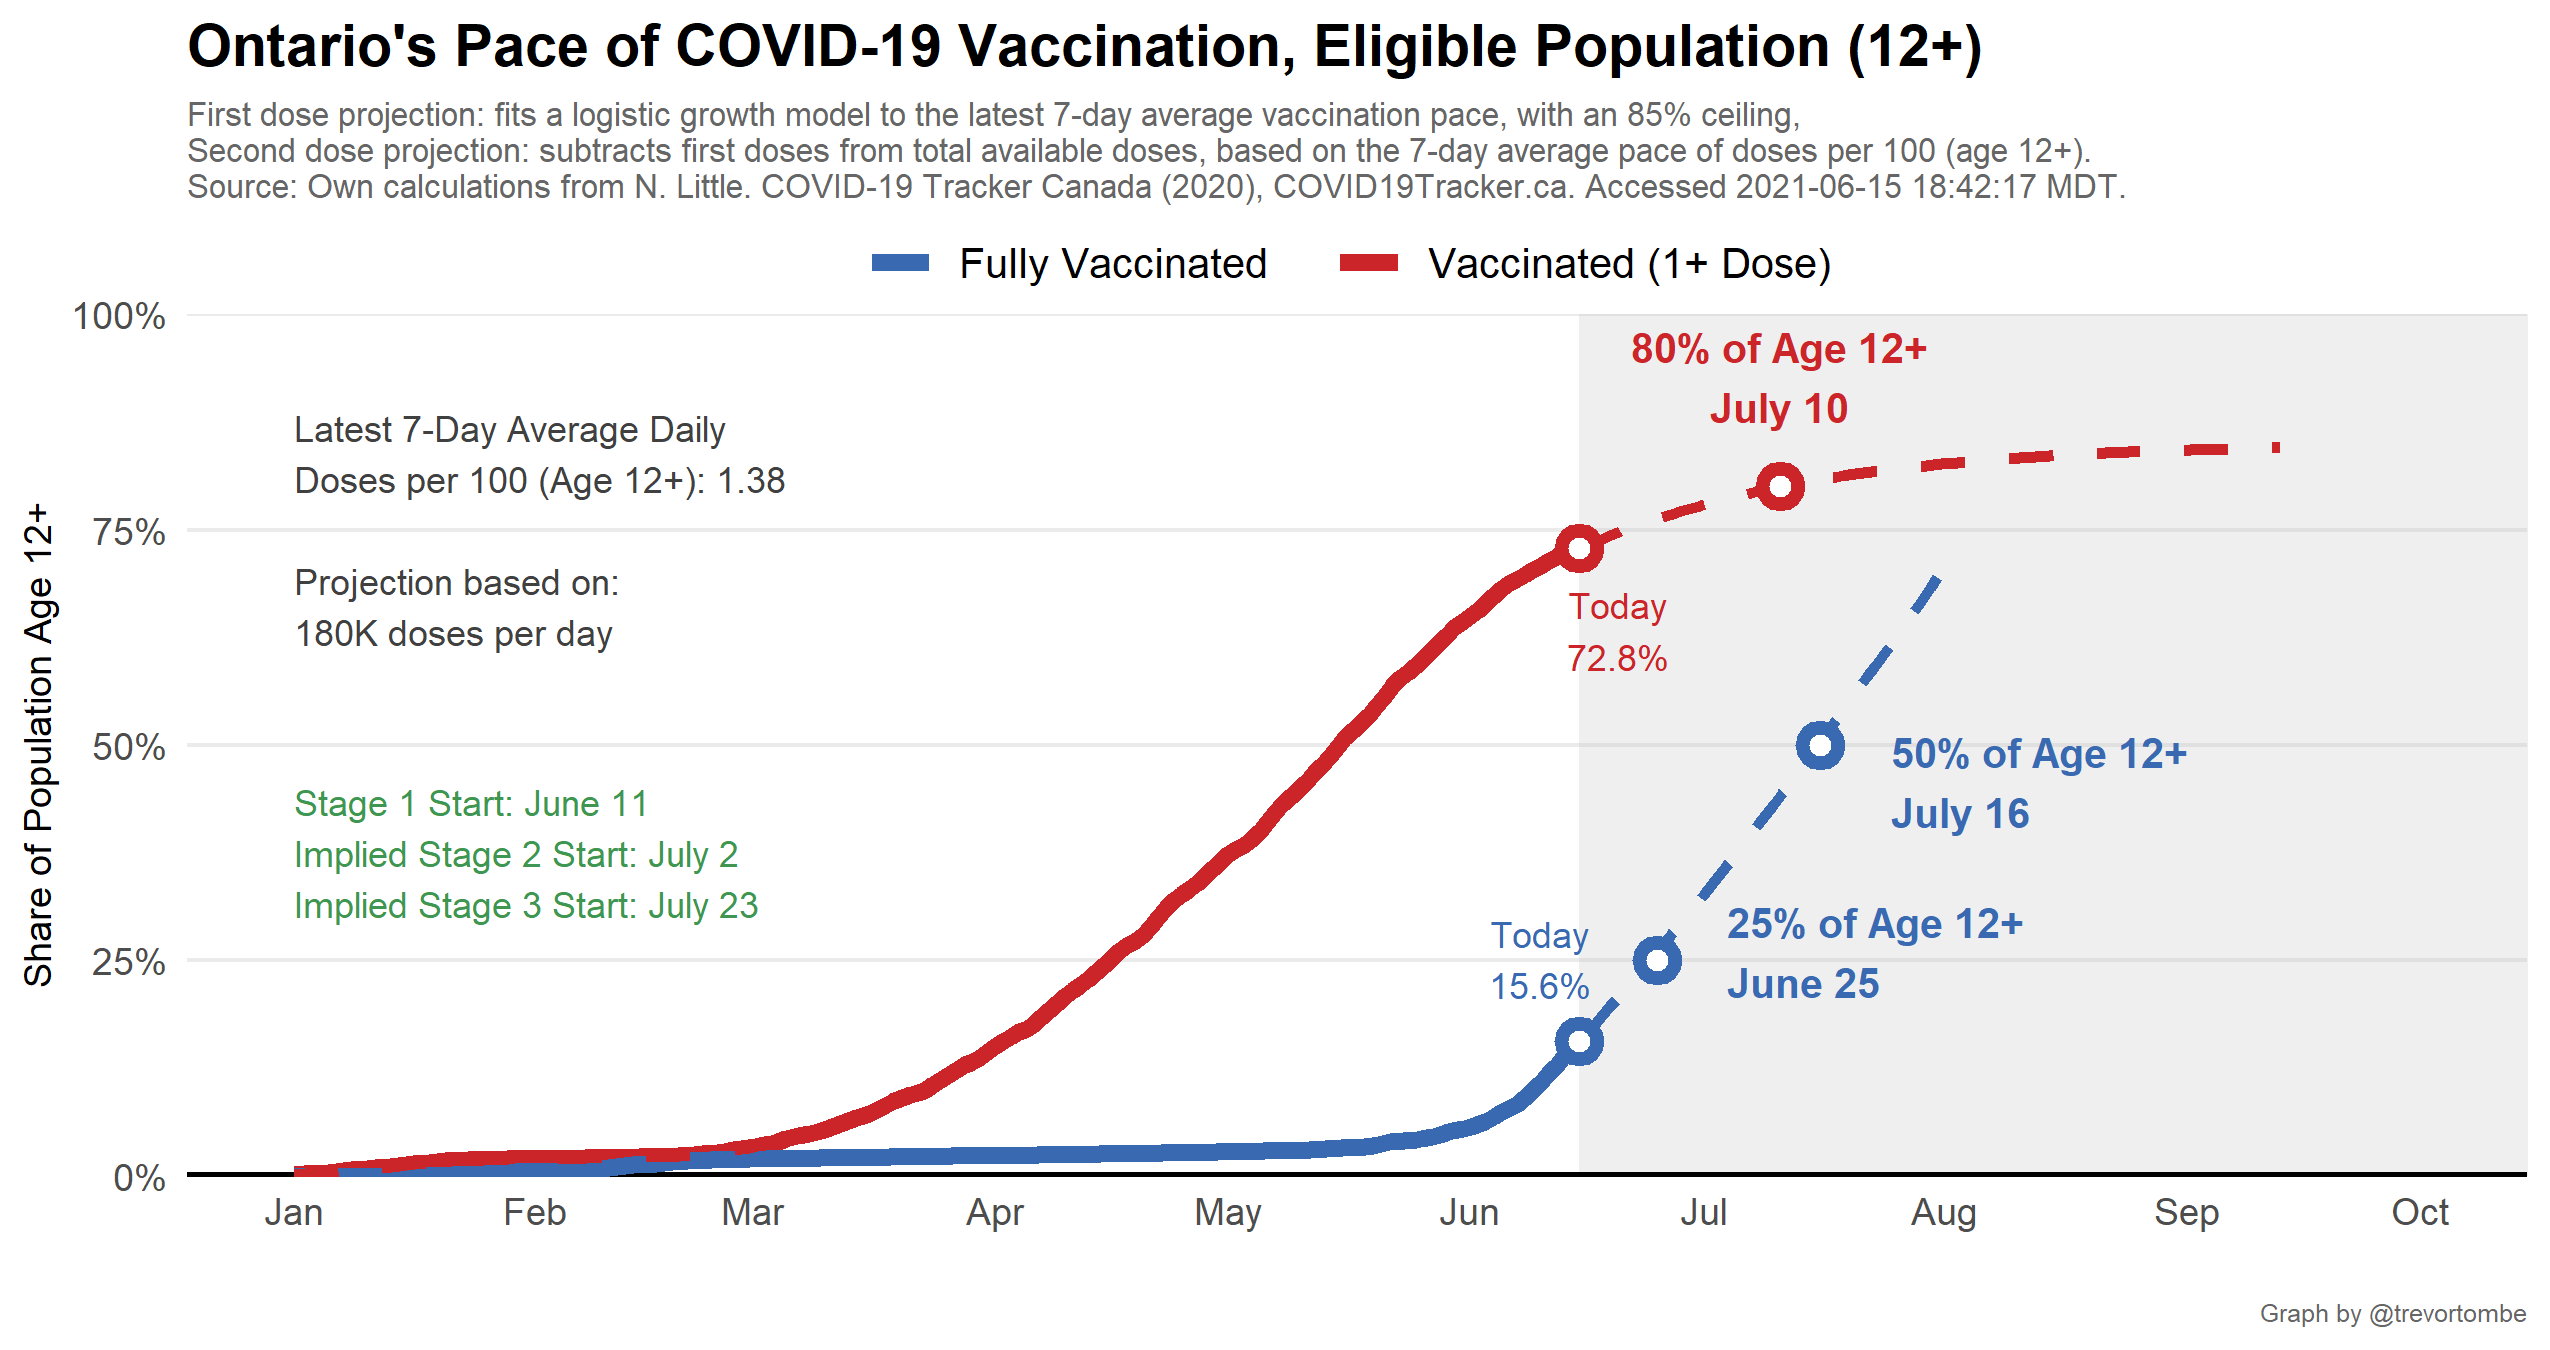 Ontario's Pace of COVID-19 Vaccination, Eligible Population (12+)
First dose projection: fits a logistic growth model to the latest 7-day average vaccination pace, with an 85% ceiling,
Second dose projection: subtracts first doses from total available doses, based on the 7-day average pace of doses per 100 (age 12+).
Source: Own calculations from N. Little. COVID-19 Tracker Canada (2020), COVID19Tracker.ca. Accessed 2021-06-15 18:42:17 MDT.
Fully Vaccinated
Vaccinated (1+ Dose)
Share of Population Age 12+
100%
75%
50%
25%
0%
Latest 7-Day Average Daily
Doses per 100 (Age 12+): 1.38
Projection based on:
180K doses per day
Stage 1 Start: June 11
Implied Stage 2 Start: July 2
Implied Stage 3 Start: July 23
80% of Age 12+
July 10
Today
72.8%
50% of Age 12+
July 16
25% of Age 12+
June 25
Today
15.6%
Jan
Feb
Mar
Apr
May
Jun
Jul
Aug
Sep
Oct
Graph by @trevortombe